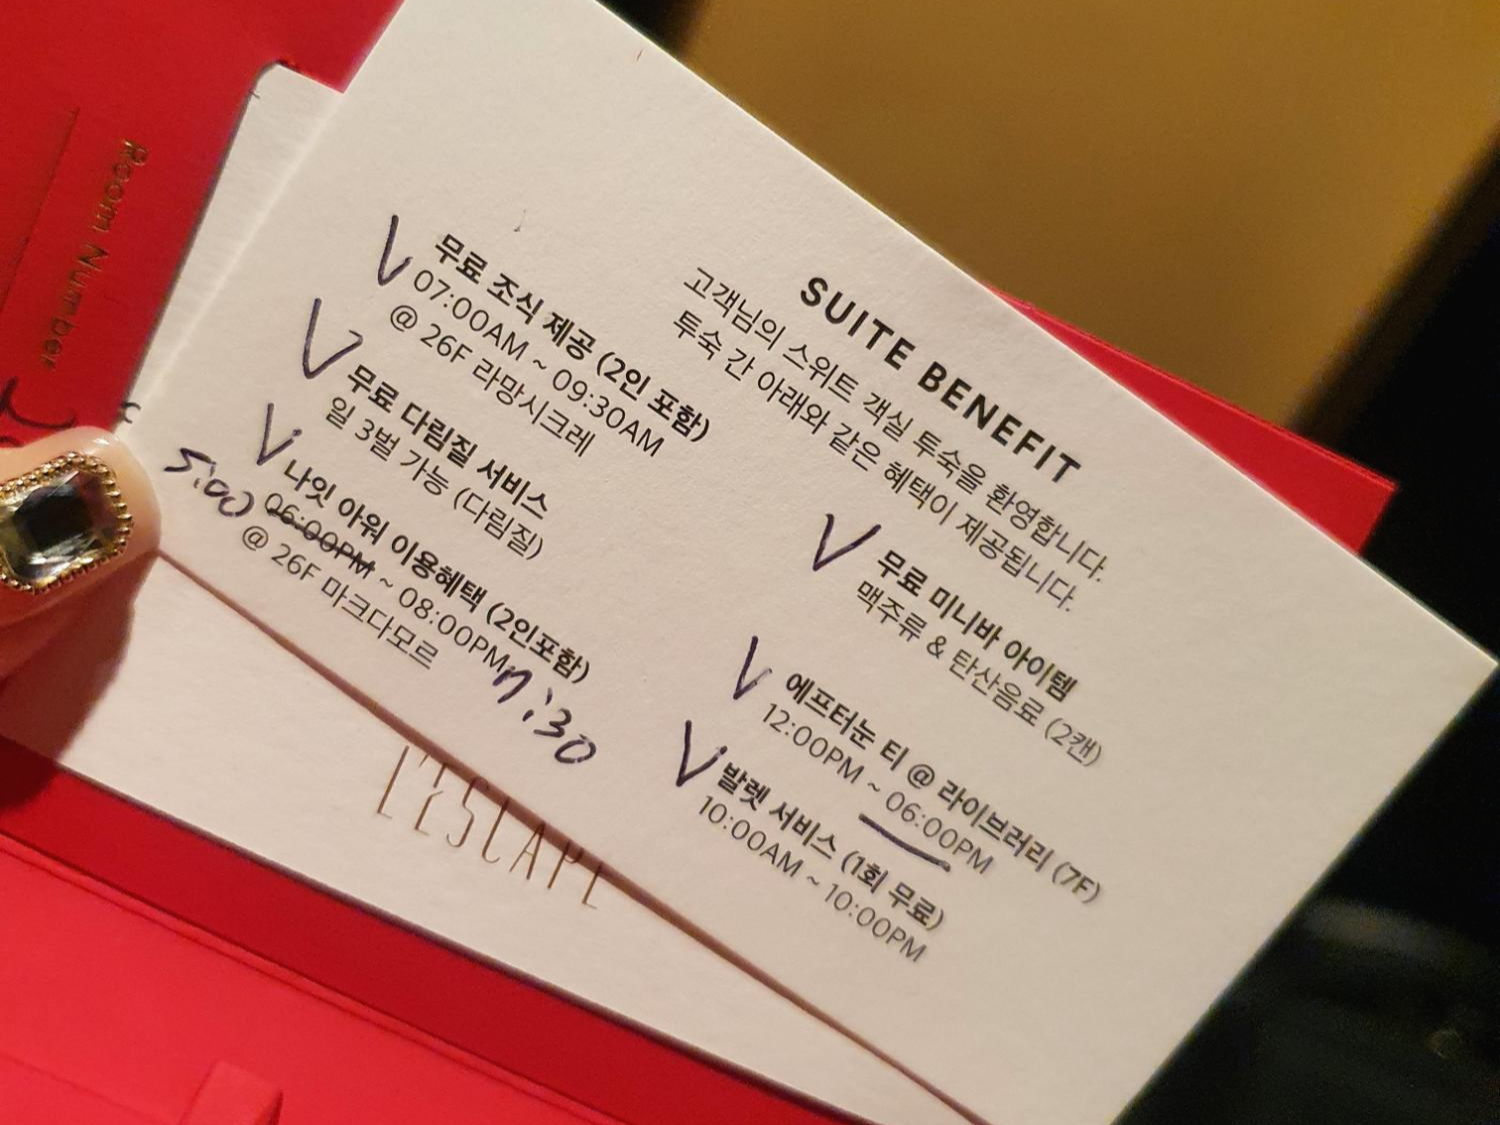 SUITE BENEFIT
고객님의 스위트 객실 투숙을 환영합니다.
투숙 간 아래와 같은 혜택이 제공됩니다.
V 무료 조식 제공 (2인 포함)
07:00AM ~ 09:30AM
@ 26F 라망시크레
V 무료 다림질 서비스
일 3벌 가능 (다림질)
V 나잇 아워 이용혜택 (2인포함)
5:00
06:00PM ~ 08:00PM
7:30
@ 26F 마크다모르
V 무료 미니바 아이템
맥주류 & 탄산음료 (2캔)
V 에프터눈 티 @ 라이브러리 (7F)
12:00PM ~ 06:00PM
V 발렛 서비스 (1회 무료)
10:00AM ~ 10:00PM
L'ESCAPE
Room Number